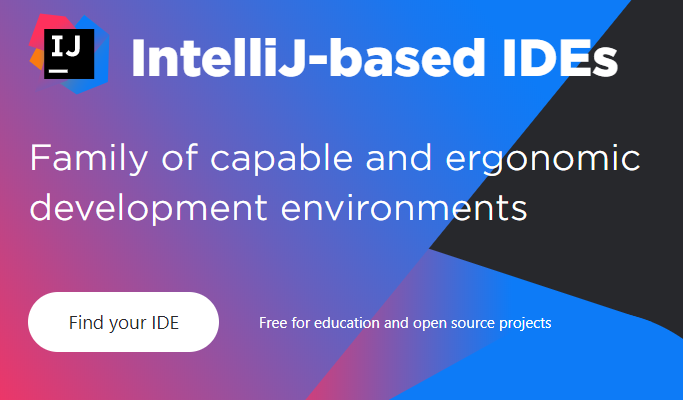 IJ
IntelliJ-based IDEs
Family of capable and ergonomic
development environments
Find your IDE
Free for education and open source projects